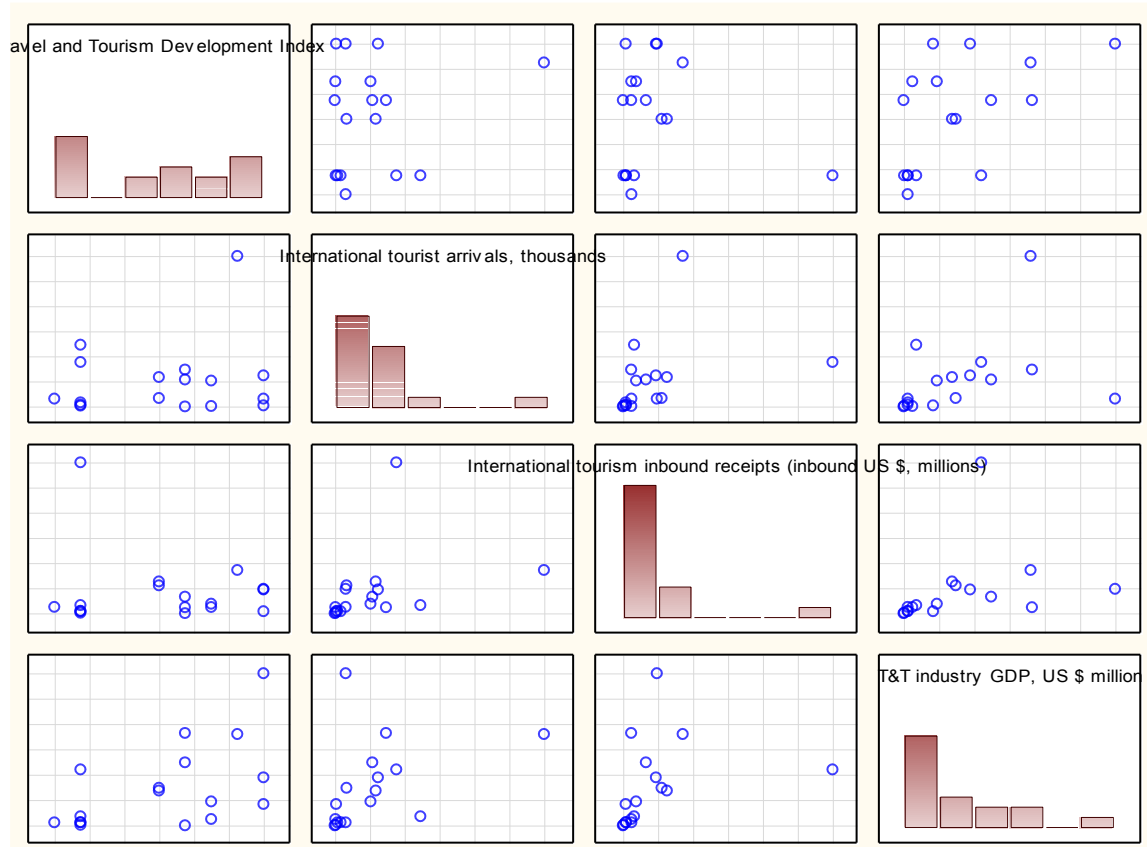 avel and Tourism Development Index
International tourist arrivals, thousands
International tourism inbound receipts (inbound US $, millions)
T&T industry GDP, US $ million